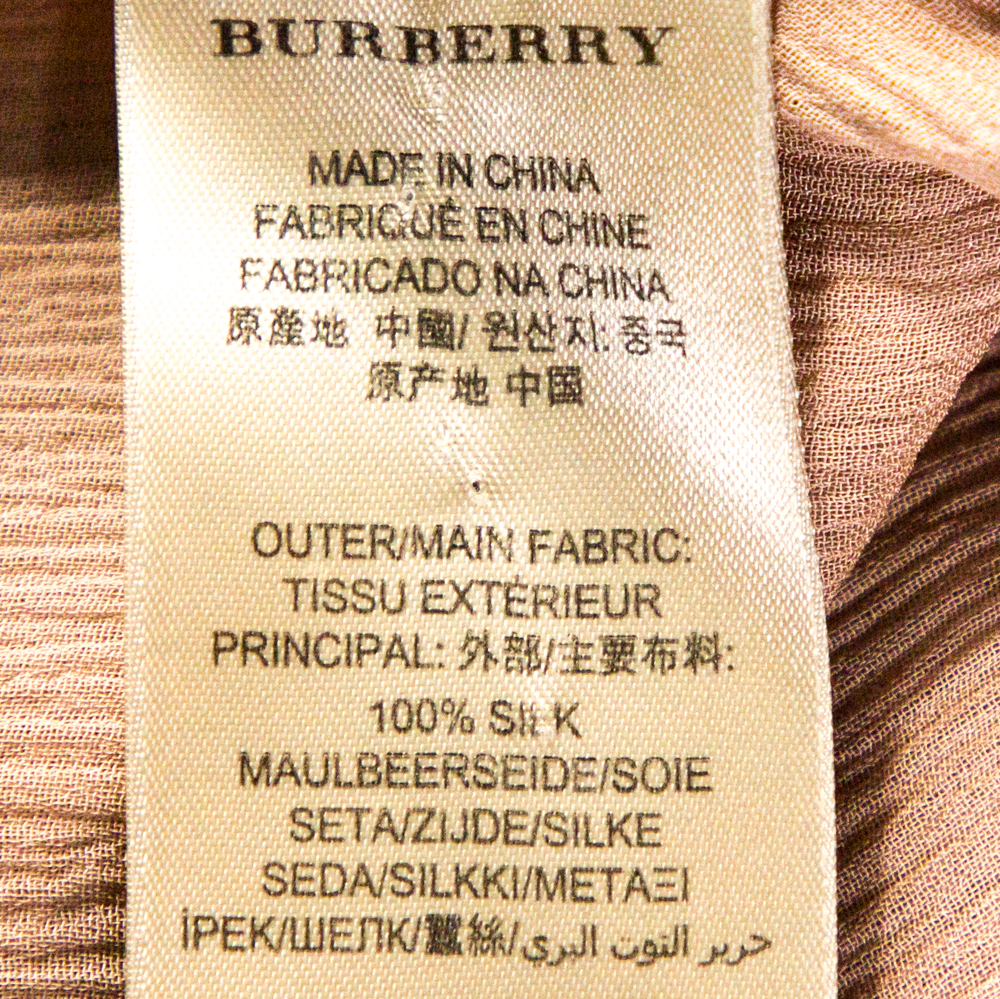 BURBERRY
MADE IN CHINA
FABRIQUÉ EN CHINE
FABRICADO NA CHINA
原產地 中國/ 원산지: 중국
原产地 中国
OUTER/MAIN FABRIC:
TISSU EXTÉRIEUR
PRINCIPAL: 外部/主要布料:
100% SILK
MAULBEERSEIDE/SOIE
SETA/ZIJDE/SILKE
SEDA/SILKKI/ΜΕΤΑΞΙ
İPEK/ШЕЛК/蠶絲/حرير التوت البري